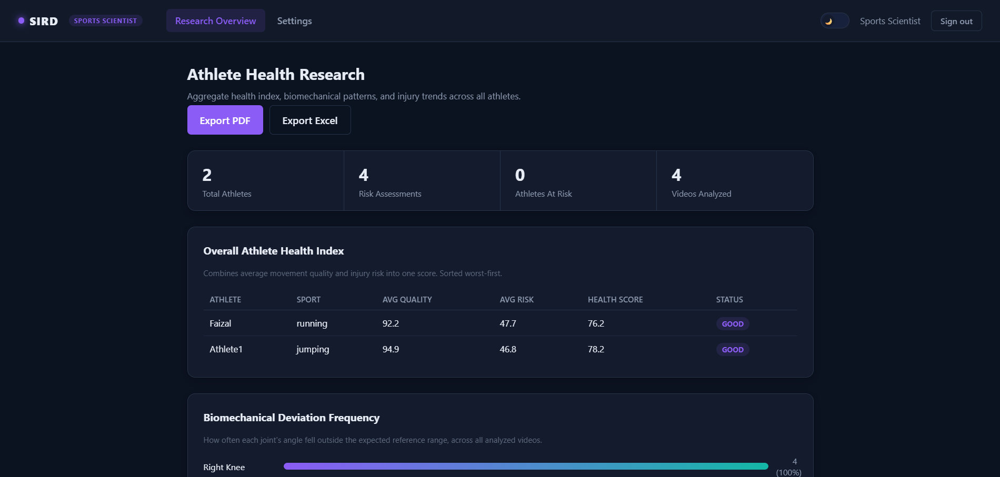 SIRD SPORTS SCIENTIST Research Overview Settings Sports Scientist Sign out
Athlete Health Research
Aggregate health index, biomechanical patterns, and injury trends across all athletes.
Export PDF Export Excel
2 4 0 4
Total Athletes Risk Assessments Athletes At Risk Videos Analyzed
Overall Athlete Health Index
Combines average movement quality and injury risk into one score. Sorted worst-first.
ATHLETE SPORT AVG QUALITY AVG RISK HEALTH SCORE STATUS
Faizal running 92.2 47.7 76.2 GOOD
Athlete1 jumping 94.9 46.8 78.2 GOOD
Biomechanical Deviation Frequency
How often each joint's angle fell outside the expected reference range, across all analyzed videos.
Right Knee 4
(100%)